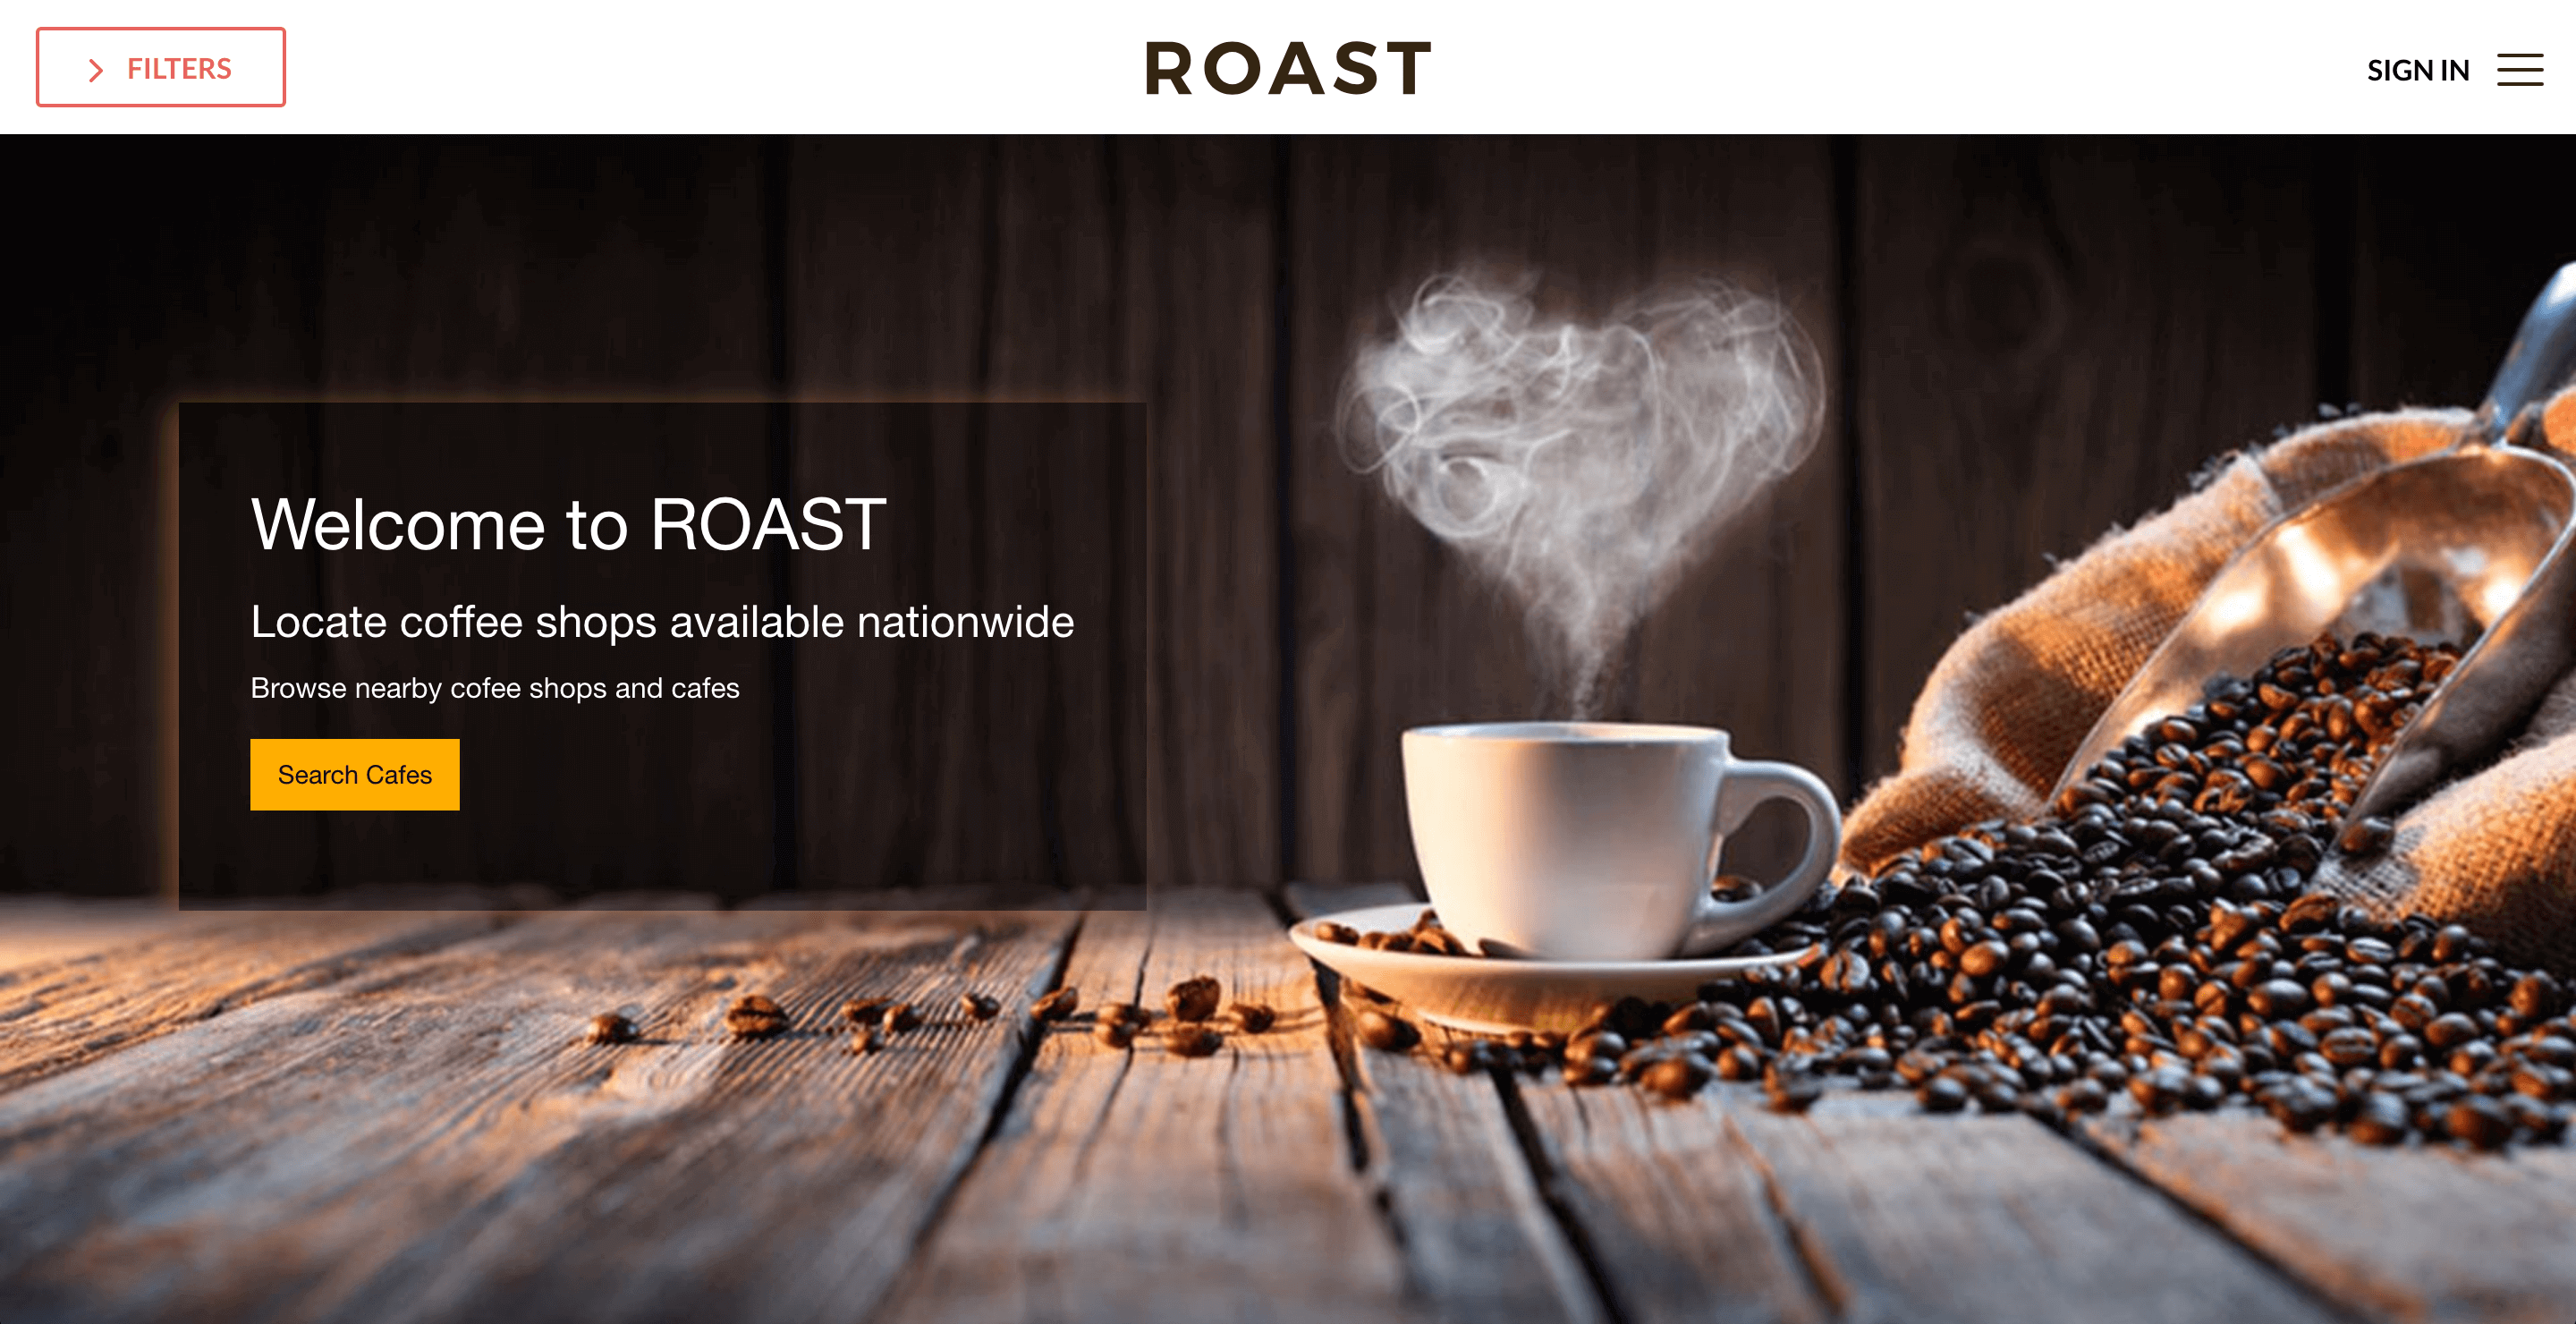 FILTERS
ROAST
SIGN IN
Welcome to ROAST
Locate coffee shops available nationwide
Browse nearby cofee shops and cafes
Search Cafes